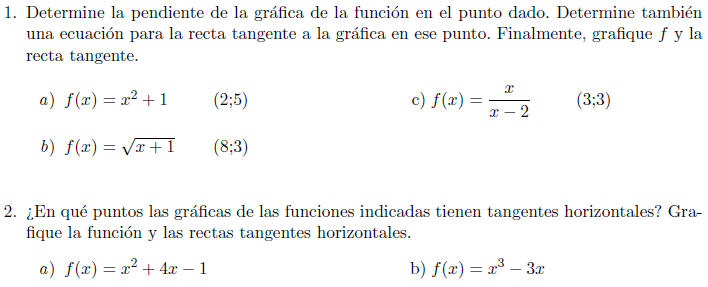 1. Determine la pendiente de la gráfica de la función en el punto dado. Determine también
una ecuación para la recta tangente a la gráfica en ese punto. Finalmente, grafique f y la
recta tangente.
a) f(x) = x² + 1 (2;5) c) f(x) = x/(x − 2) (3;3)
b) f(x) = √(x + 1) (8;3)
2. ¿En qué puntos las gráficas de las funciones indicadas tienen tangentes horizontales? Gra-
fique la función y las rectas tangentes horizontales.
a) f(x) = x² + 4x − 1 b) f(x) = x³ − 3x